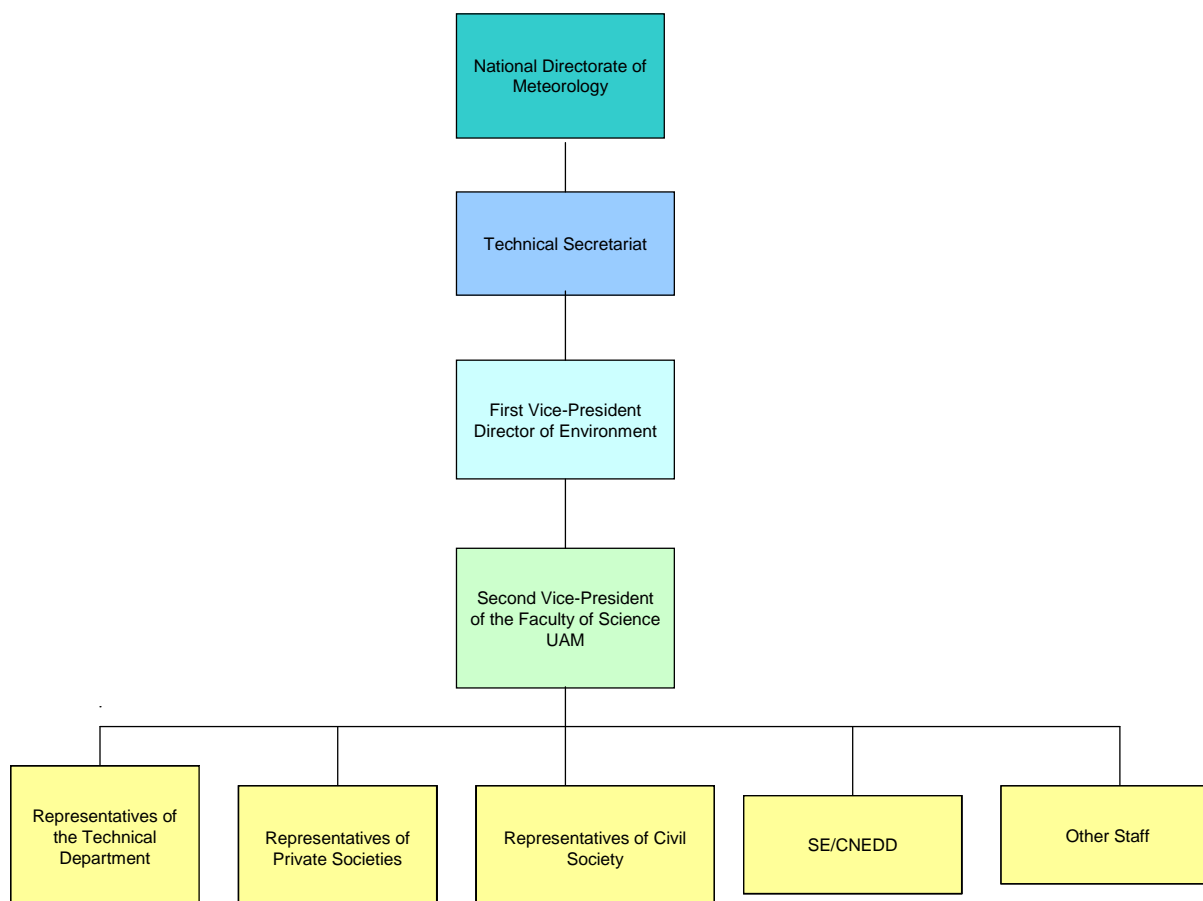 National Directorate of
Meteorology
Technical Secretariat
First Vice-President
Director of Environment
Second Vice-President
of the Faculty of Science
UAM
Representatives of
the Technical
Department
Representatives of
Private Societies
Representatives of Civil
Society
SE/CNEDD
Other Staff